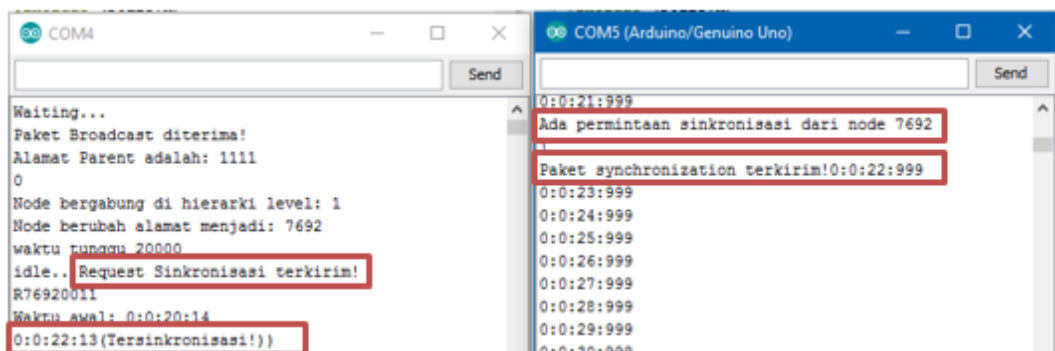 COM4
Send
Waiting...
Paket Broadcast diterima!
Alamat Parent adalah: 1111
0
Node bergabung di hierarki level: 1
Node berubah alamat menjadi: 7692
waktu tunggu 20000
idle..Request Sinkronisasi terkirim!
R76920011
Waktu awal: 0:0:20:14
0:0:22:13(Tersinkronisasi!))
COM5 (Arduino/Genuino Uno)
Send
0:0:21:999
Ada permintaan sinkronisasi dari node 7692
Paket synchronization terkirim!0:0:22:999
0:0:23:999
0:0:24:999
0:0:25:999
0:0:26:999
0:0:27:999
0:0:28:999
0:0:29:999
0:0:30:999